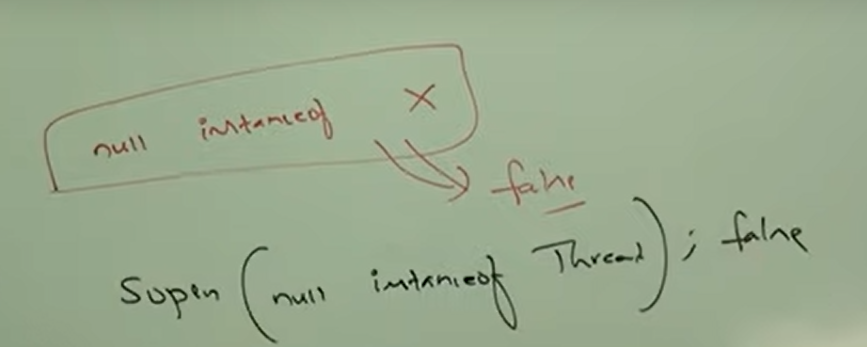 null instanceof X
false
Sopln (null instanceof Thread); false